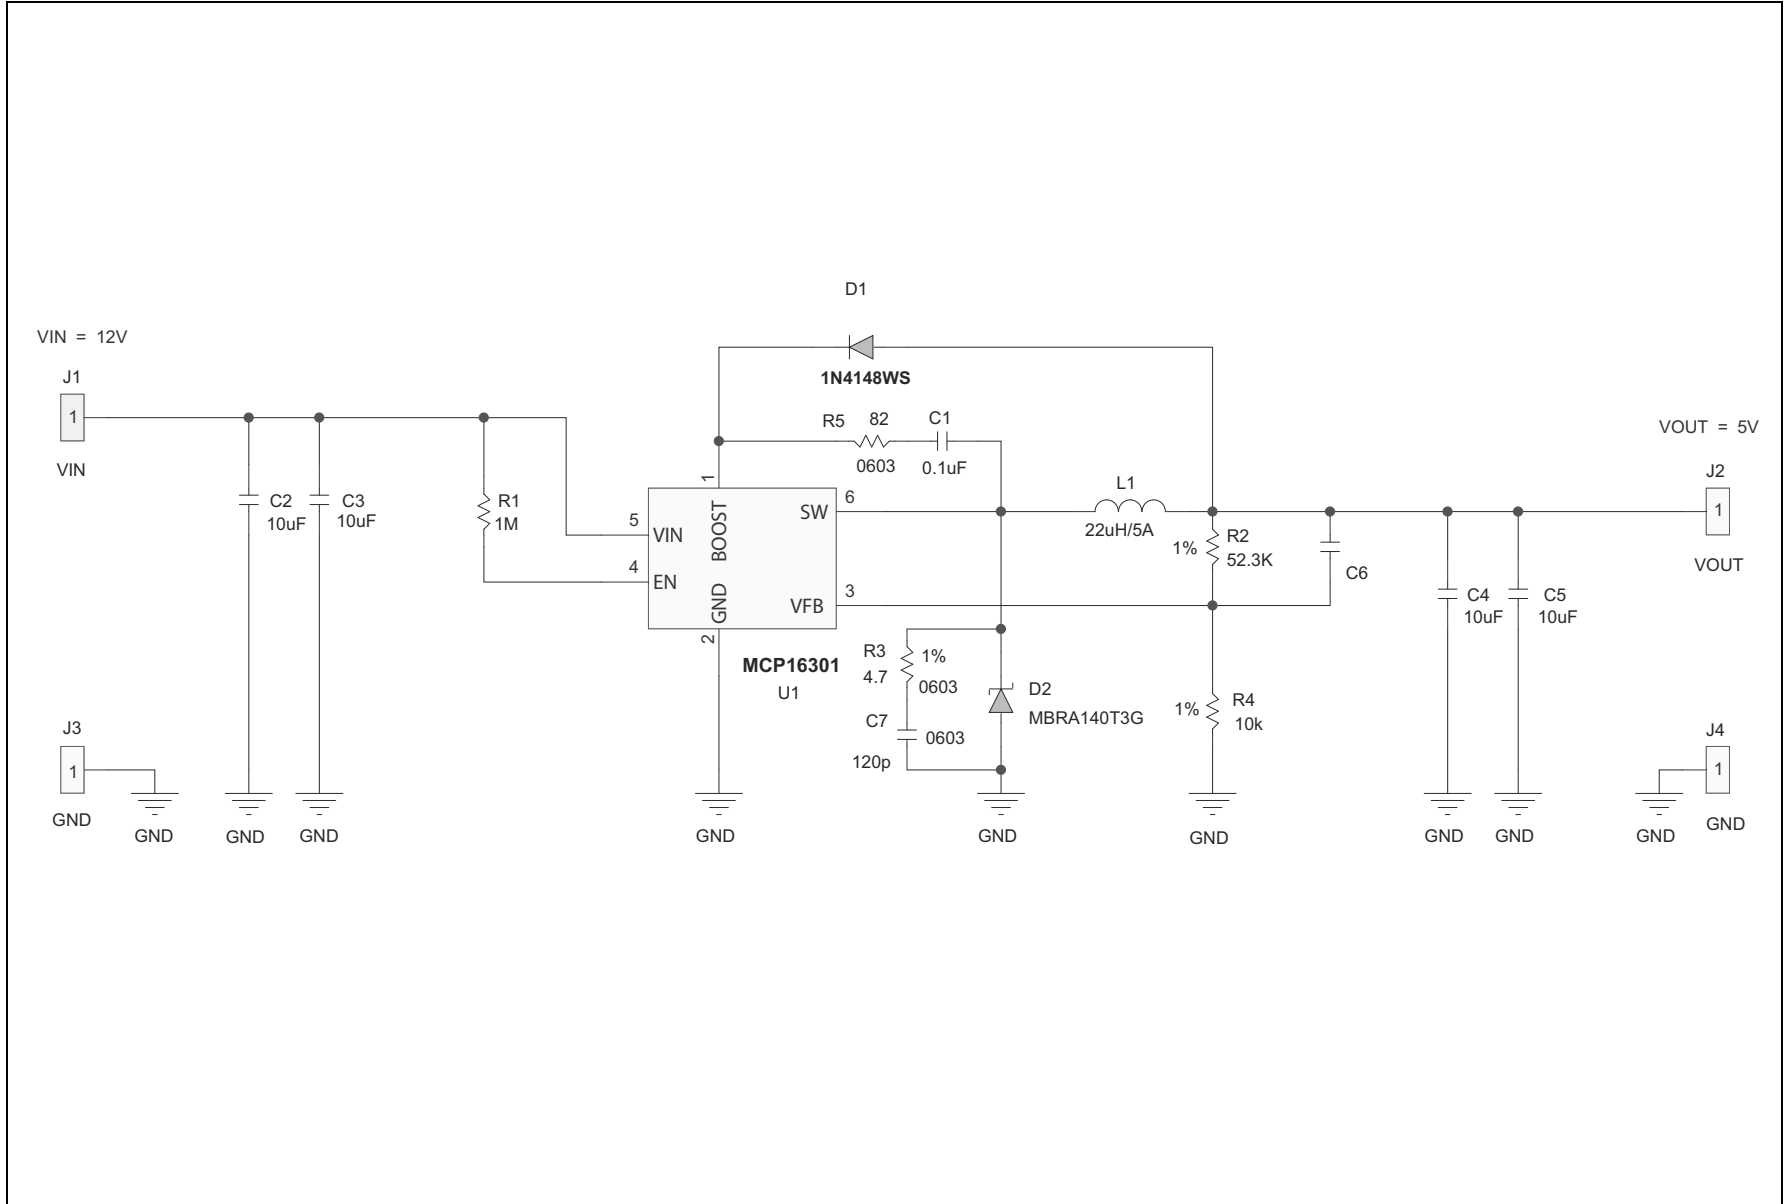 D1
VIN = 12V
1N4148WS
J1
1
VIN
R5
82
C1
0603
0.1uF
VOUT = 5V
J2
1
VOUT
C2
10uF
C3
10uF
R1
1M
1
BOOST
5
VIN
4
EN
SW
6
VFB
3
GND
2
MCP16301
U1
L1
22uH/5A
1%
R2
52.3K
C6
C4
10uF
C5
10uF
R3
4.7
1%
0603
C7
0603
120p
D2
MBRA140T3G
1%
R4
10k
J3
1
GND
GND
GND
GND
GND
GND
GND
GND
GND
GND
J4
1
GND